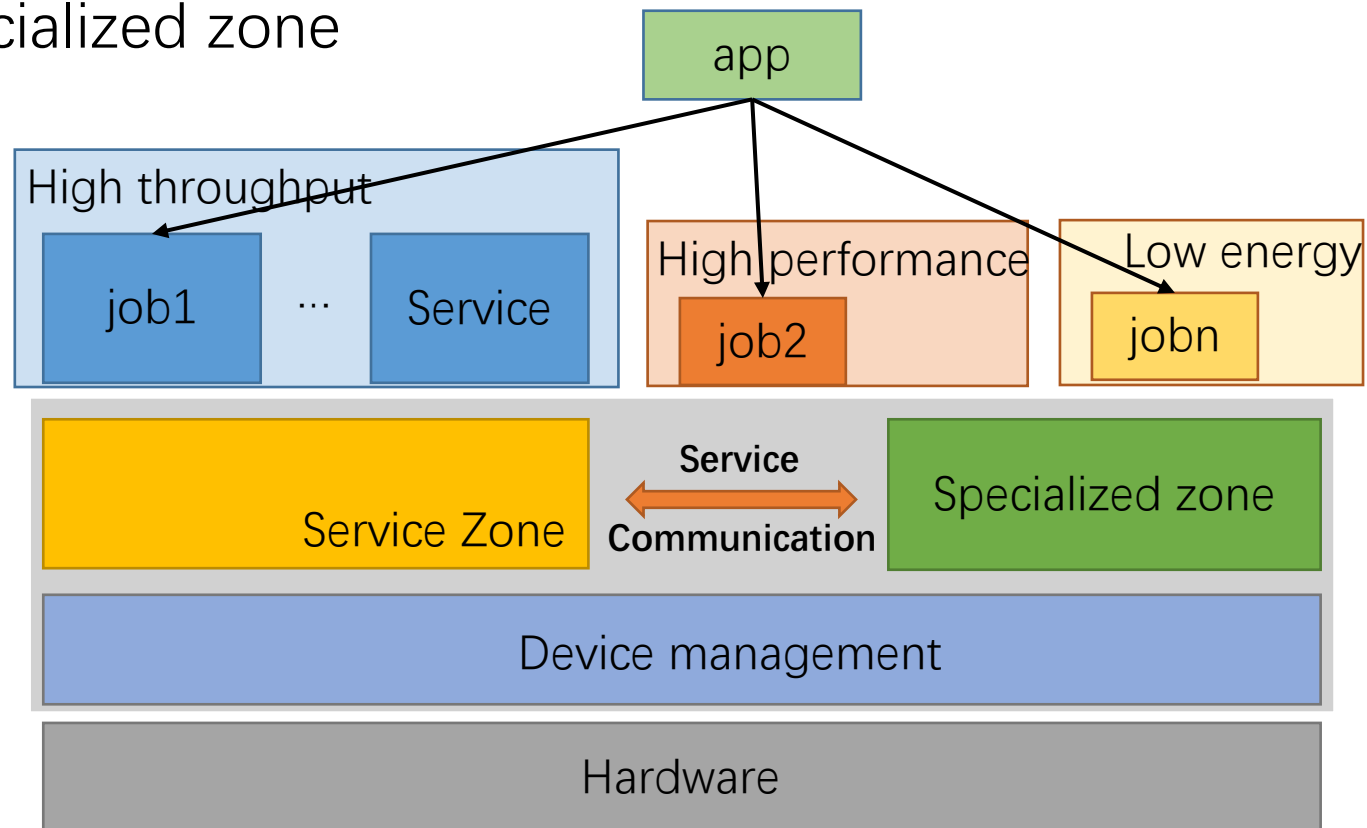 cialized zone
app
High throughput
job1
...
Service
High performance
job2
Low energy
jobn
Service Zone
Service
Communication
Specialized zone
Device management
Hardware